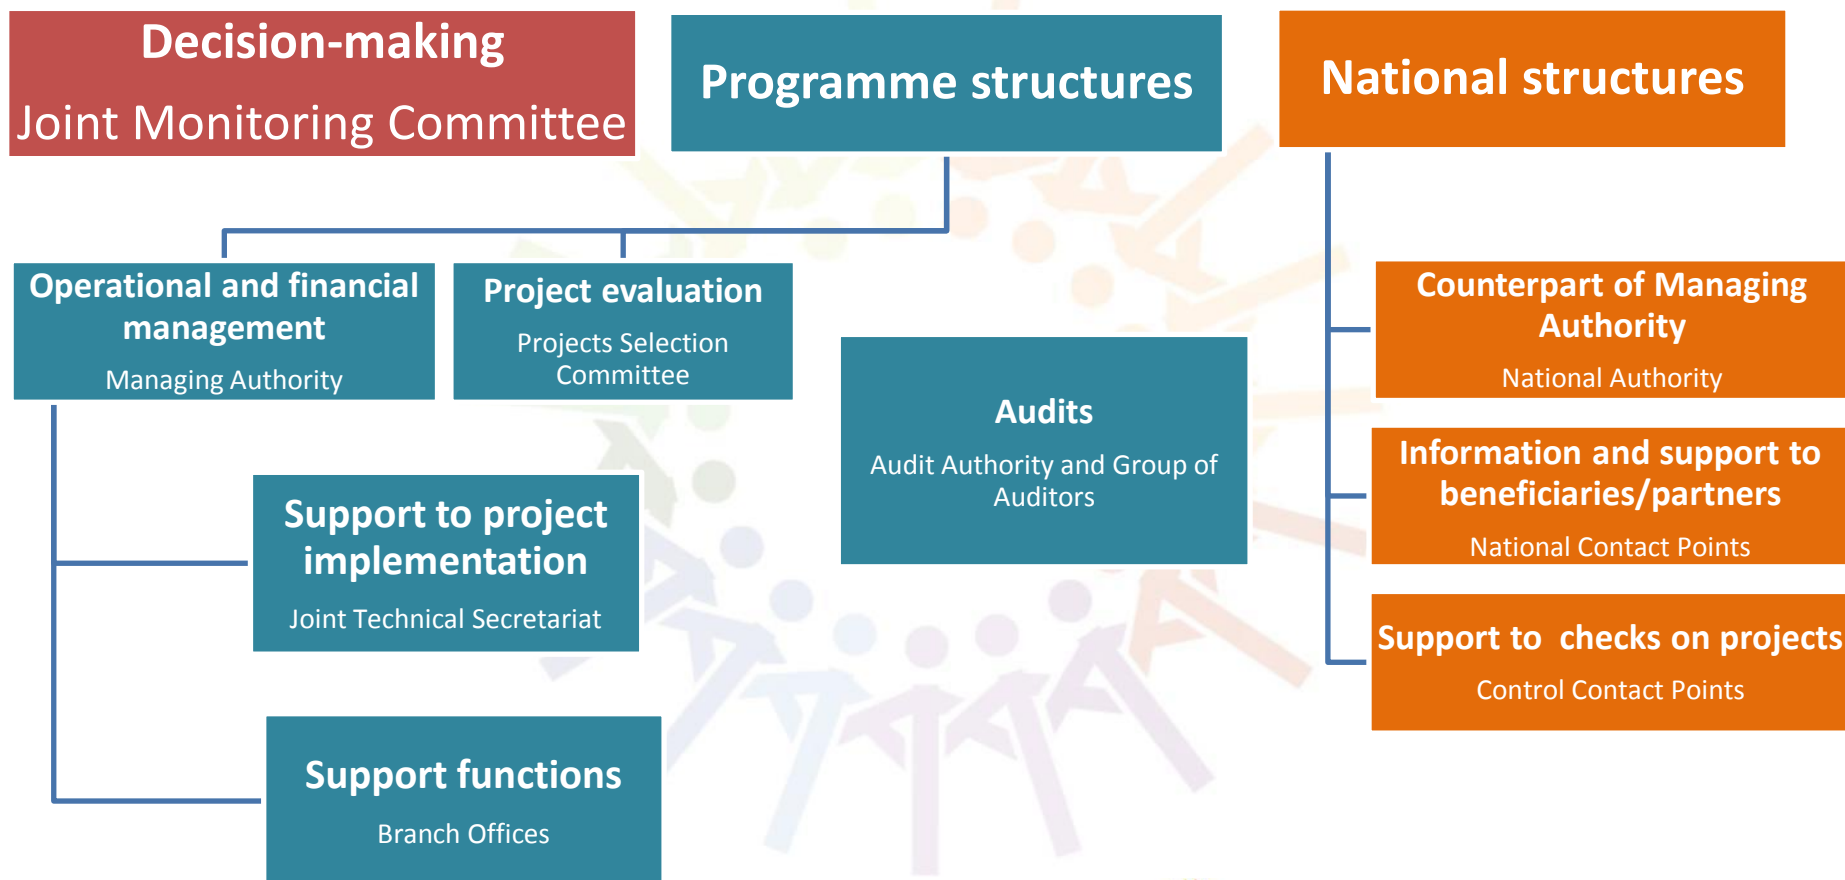 Decision-making
Joint Monitoring Committee
Programme structures
National structures
Operational and financial
management
Managing Authority
Project evaluation
Projects Selection
Committee
Audits
Audit Authority and Group of
Auditors
Support to project
implementation
Joint Technical Secretariat
Support functions
Branch Offices
Counterpart of Managing
Authority
National Authority
Information and support to
beneficiaries/partners
National Contact Points
Support to  checks on projects
Control Contact Points